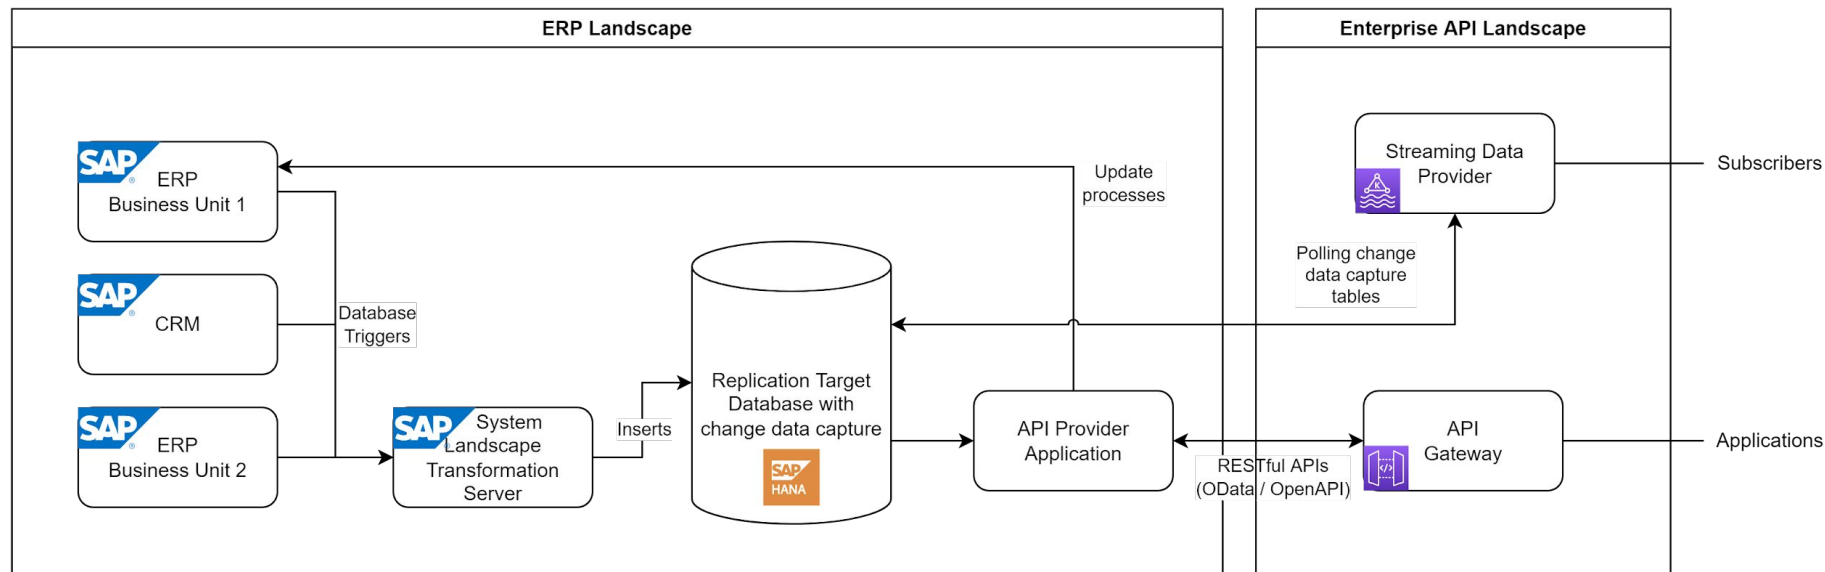 ERP Landscape
Enterprise API Landscape
SAP
®
ERP
Business Unit 1
Update
processes
Streaming Data
Provider
K
Subscribers
SAP
®
CRM
Database
Triggers
Polling change
data capture
tables
SAP
®
ERP
Business Unit 2
SAP
®
System
Landscape
Transformation
Server
Inserts
Replication Target
Database with
change data capture
SAP
HANA
API Provider
Application
RESTful APIs
(OData / OpenAPI)
API
Gateway
</>
Applications